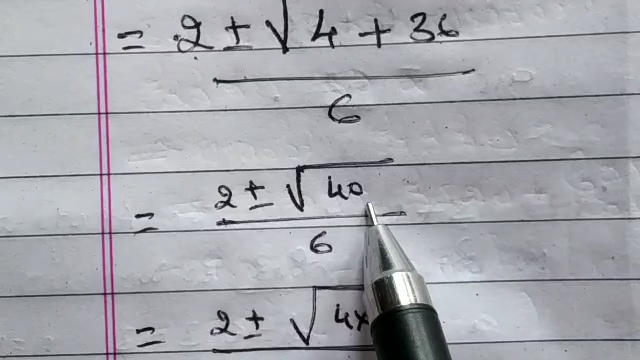 = 2 ± √4 + 36
6
= 2 ± √40
6
= 2 ± √4×